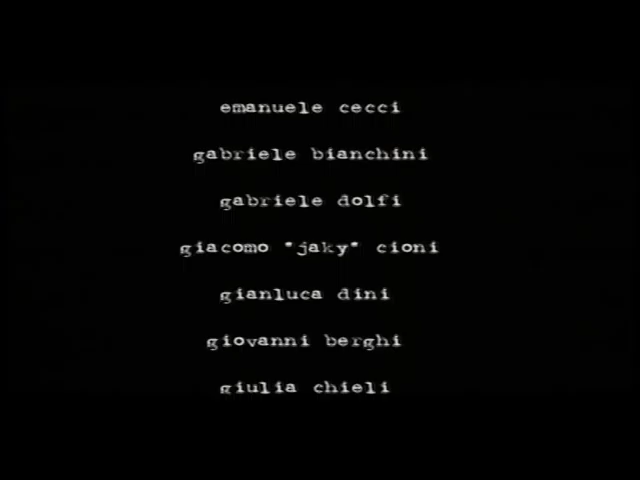 emanuele cecci
gabriele bianchini
gabriele dolfi
giacomo "jaky" cioni
gianluca dini
giovanni berghi
giulia chieli